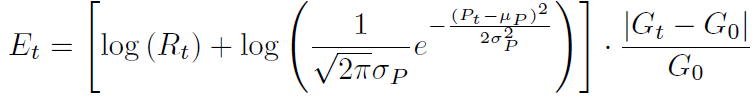 E_t = \left[ \log (R_t) + \log \left( \frac{1}{\sqrt{2\pi}\sigma_P} e^{-\frac{(P_t - \mu_P)^2}{2\sigma_P^2}} \right) \right] \cdot \frac{|G_t - G_0|}{G_0}